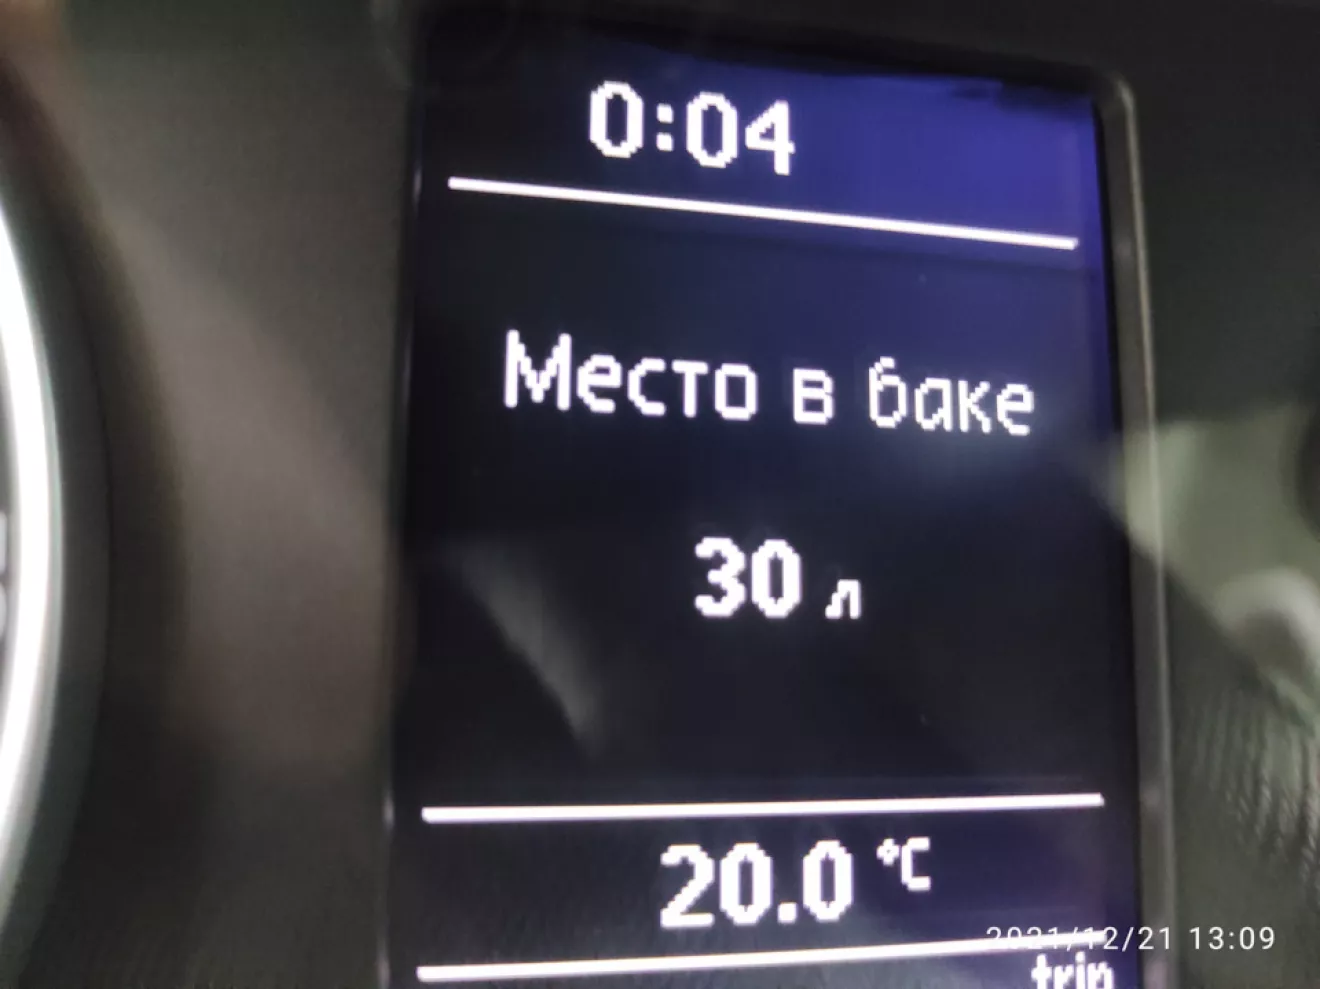 0:04
Место в баке
30 л
20.0 °C
2021/12/21 13:09
trip